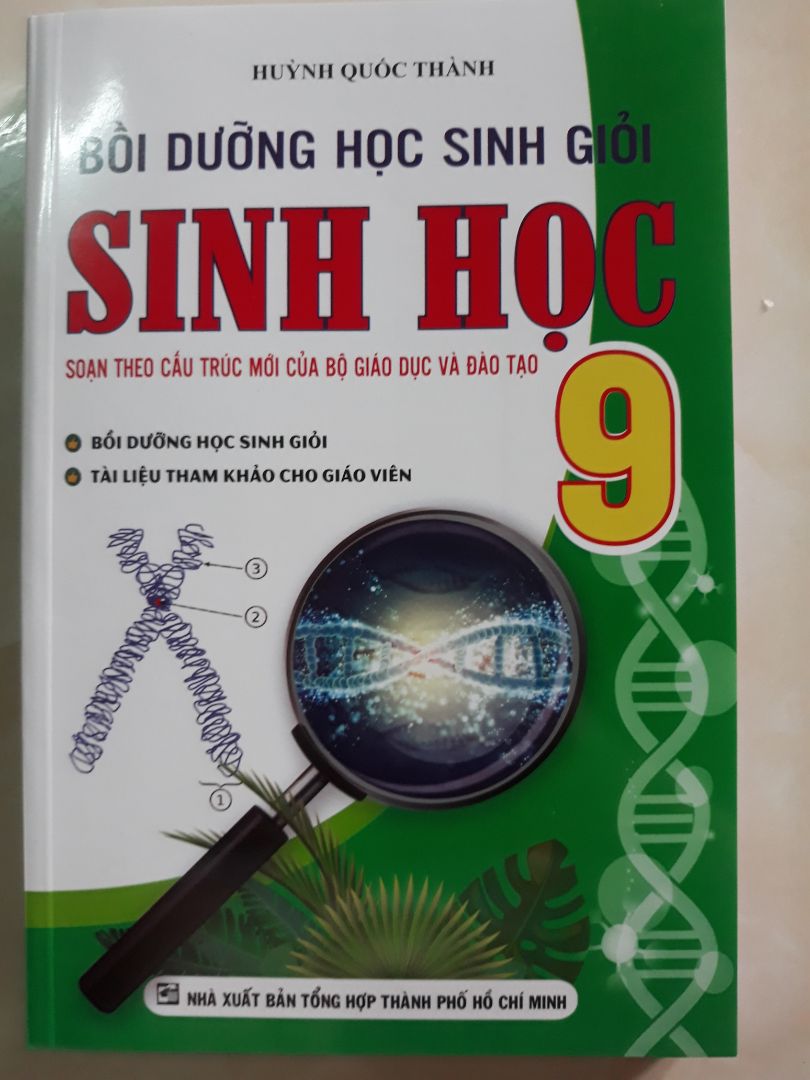 HUỲNH QUỐC THÀNH
BỒI DƯỠNG HỌC SINH GIỎI
SINH HỌC
SOẠN THEO CẤU TRÚC MỚI CỦA BỘ GIÁO DỤC VÀ ĐÀO TẠO
9
BỒI DƯỠNG HỌC SINH GIỎI
TÀI LIỆU THAM KHẢO CHO GIÁO VIÊN
3
2
1
NHÀ XUẤT BẢN TỔNG HỢP THÀNH PHỐ HỒ CHÍ MINH